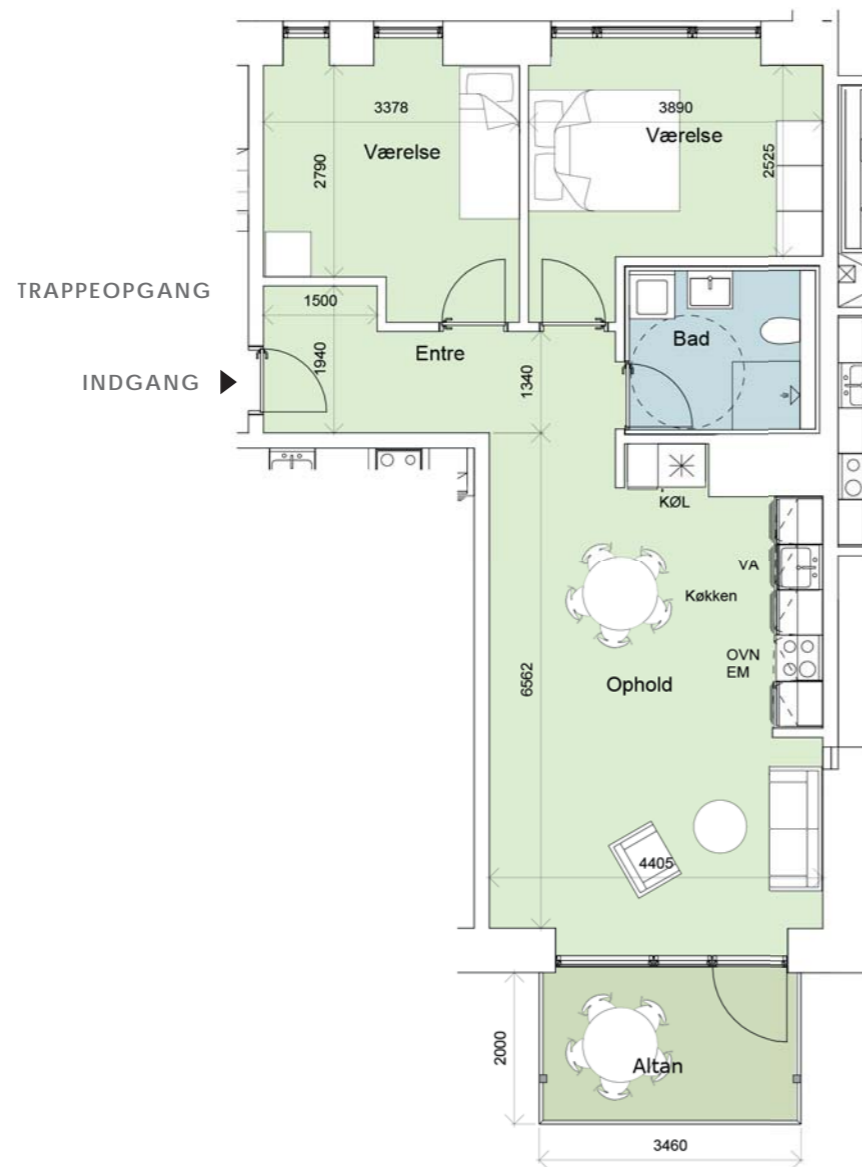 3378
3890
Værelse
Værelse
2790
2525
TRAPPEOPGANG
1500
INDGANG
1940
Entre
1340
Bad
KØL
VA
Køkken
OVN
EM
6562
Ophold
4405
2000
Altan
3460